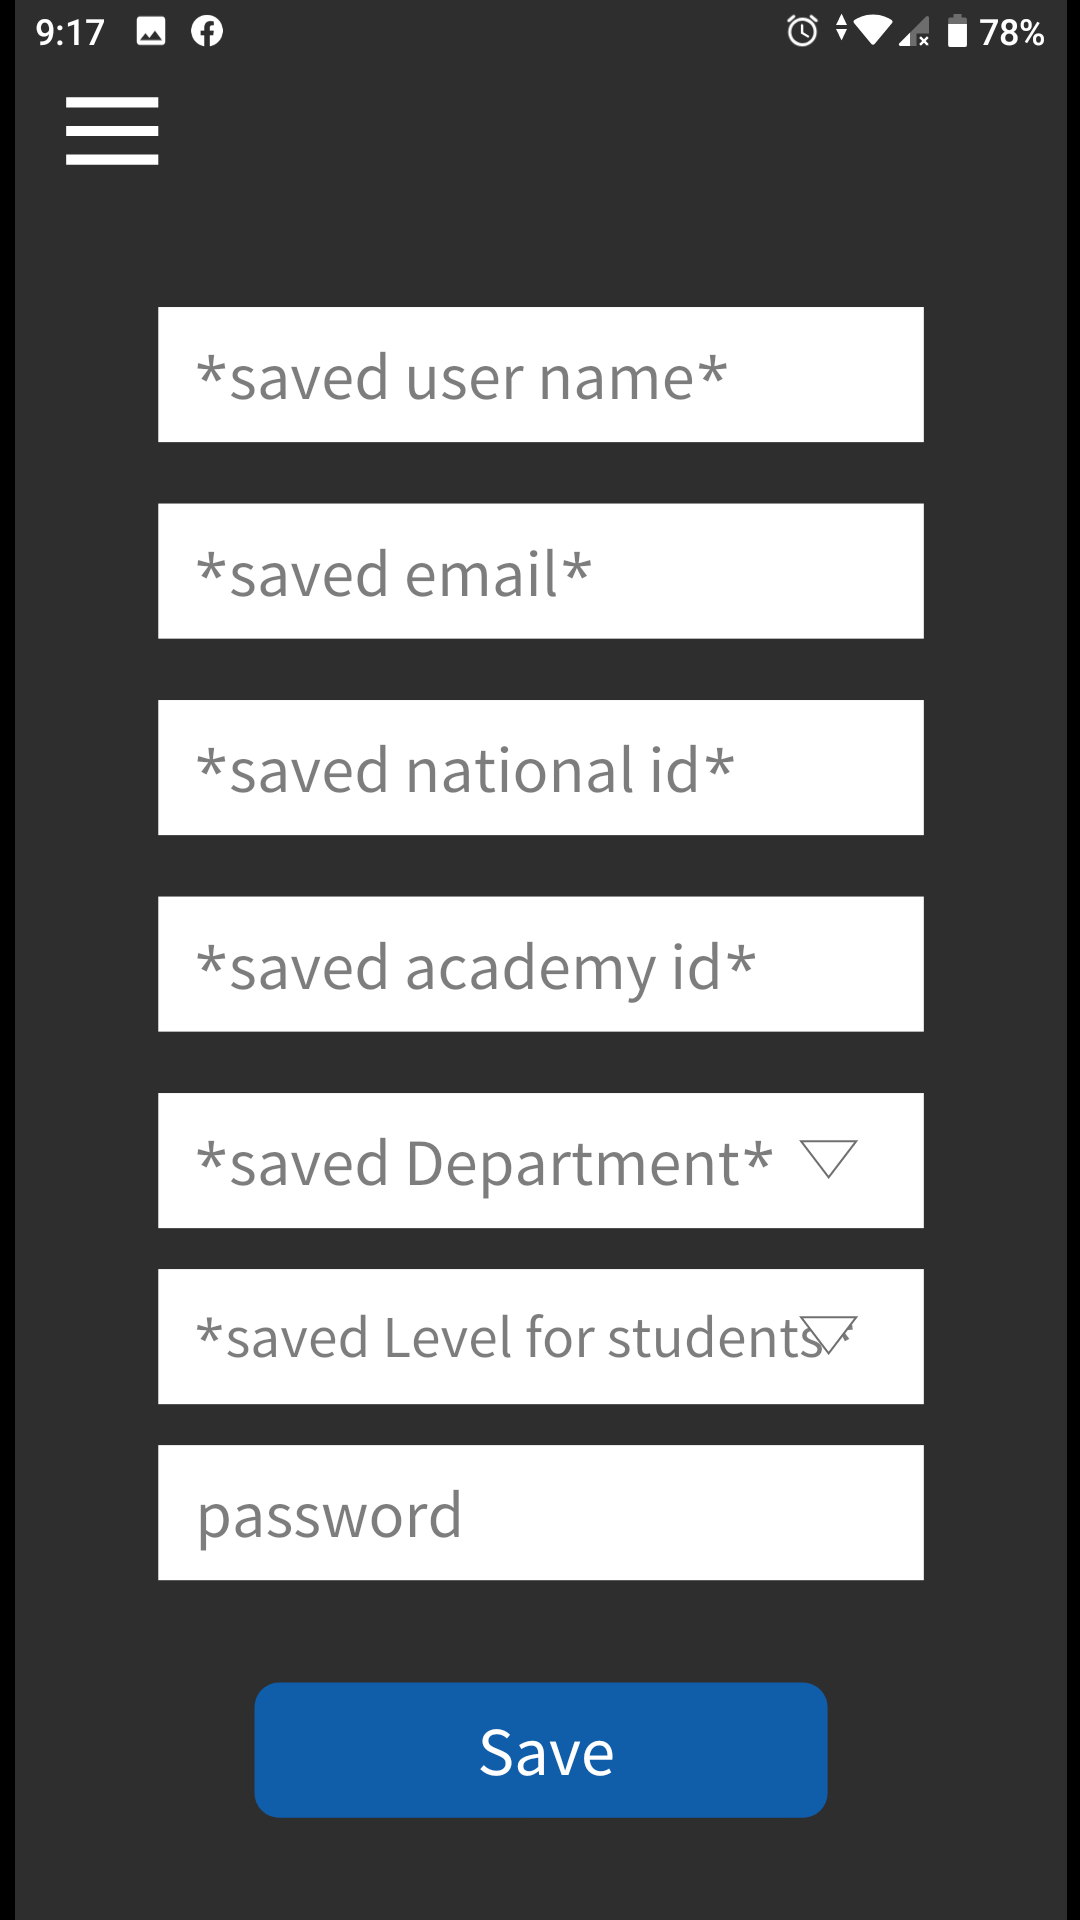 9:17 78%
*saved user name*
*saved email*
*saved national id*
*saved academy id*
*saved Department*
*saved Level for students*
password
Save